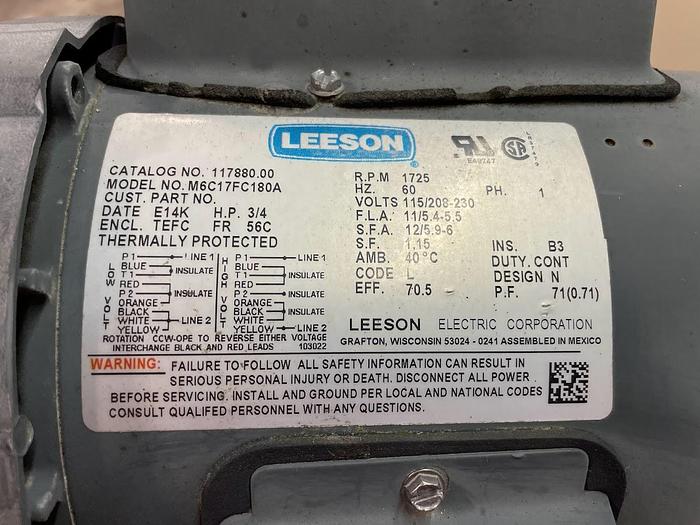 LEESON
CATALOG NO. 117880.00
MODEL NO. M6C17FC180A
CUST. PART NO.
DATE E14K H.P. 3/4
ENCL. TEFC FR 56C
THERMALLY PROTECTED
R.P.M 1725
HZ. 60 PH. 1
VOLTS 115/208-230
F.L.A. 11/5.4-5.5
S.F.A. 12/5.9-6
S.F. 1.15 INS. B3
AMB. 40°C DUTY. CONT
CODE L DESIGN N
EFF. 70.5 P.F. 71(0.71)
E49747
LR17479
LOW VOLT
P1 LINE 1
BLUE
T1 INSULATE
RED
P2 INSULATE
ORANGE
BLACK
WHITE LINE 2
YELLOW
HIGH VOLT
P1 LINE 1
BLUE
T1 INSULATE
RED
P2 INSULATE
ORANGE
BLACK
WHITE INSULATE
YELLOW LINE 2
ROTATION CCW-OPE TO REVERSE EITHER VOLTAGE
INTERCHANGE BLACK AND RED LEADS 103022
LEESON ELECTRIC CORPORATION
GRAFTON, WISCONSIN 53024 - 0241 ASSEMBLED IN MEXICO
WARNING: FAILURE TO FOLLOW ALL SAFETY INFORMATION CAN RESULT IN
SERIOUS PERSONAL INJURY OR DEATH. DISCONNECT ALL POWER
BEFORE SERVICING. INSTALL AND GROUND PER LOCAL AND NATIONAL CODES
CONSULT QUALIFED PERSONNEL WITH ANY QUESTIONS.